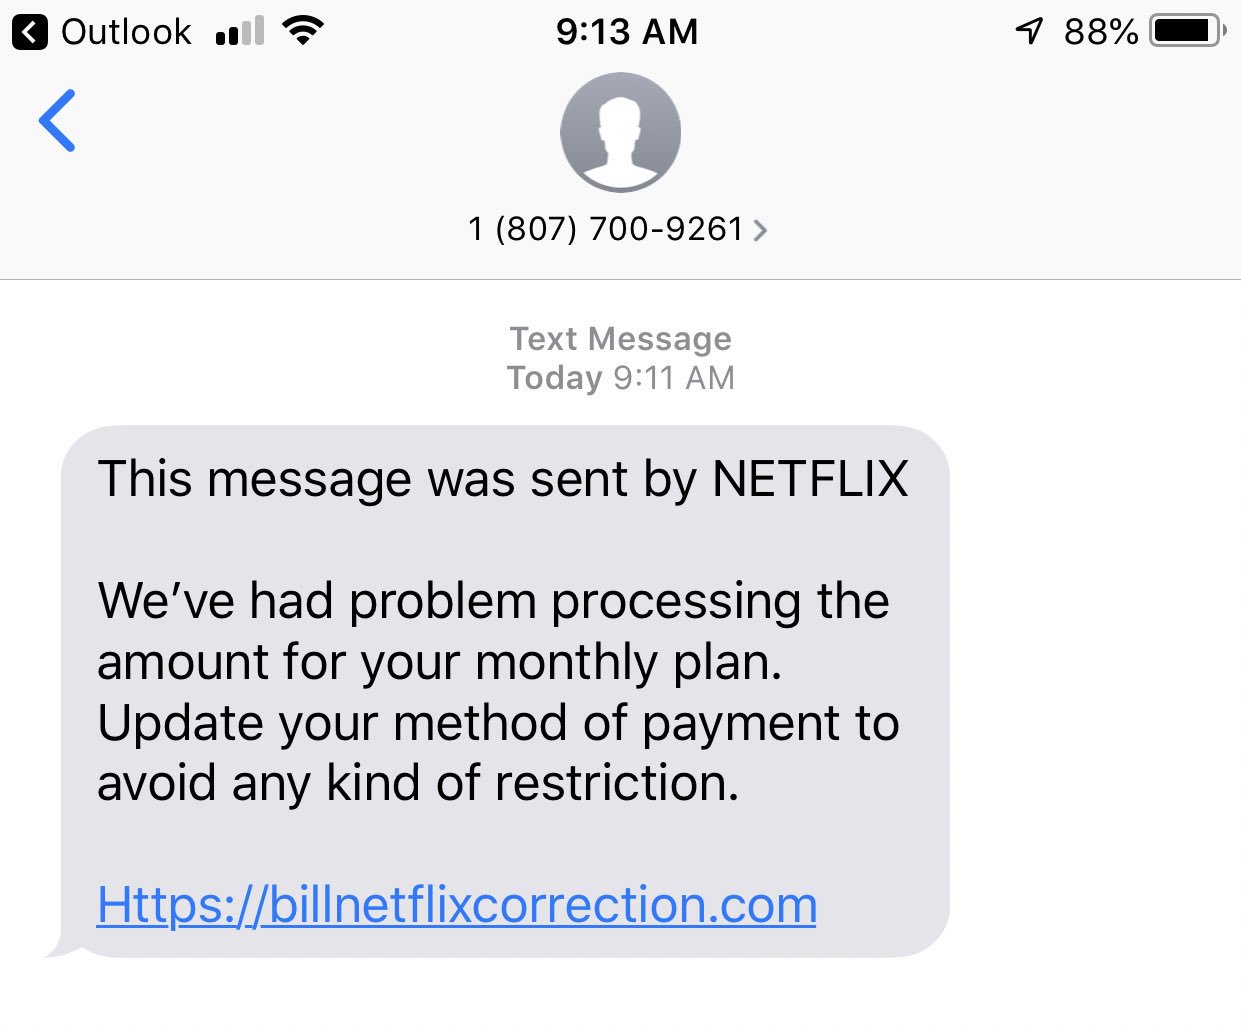 Outlook 9:13 AM 88%
1 (807) 700-9261
Text Message
Today 9:11 AM
This message was sent by NETFLIX
We’ve had problem processing the
amount for your monthly plan.
Update your method of payment to
avoid any kind of restriction.
Https://billnetflixcorrection.com